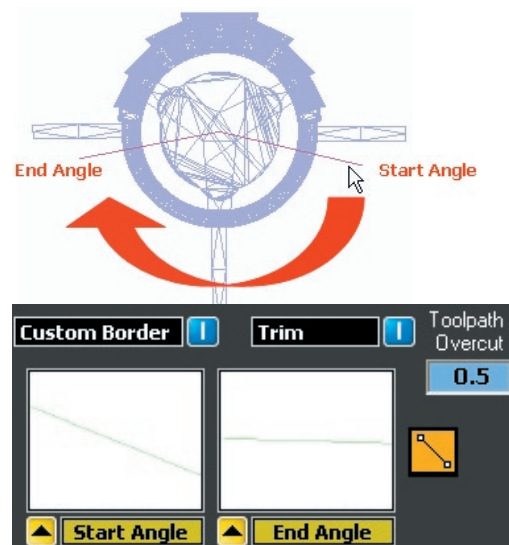 End Angle
Start Angle
Custom Border
Trim
Toolpath
Overcut
0.5
Start Angle
End Angle